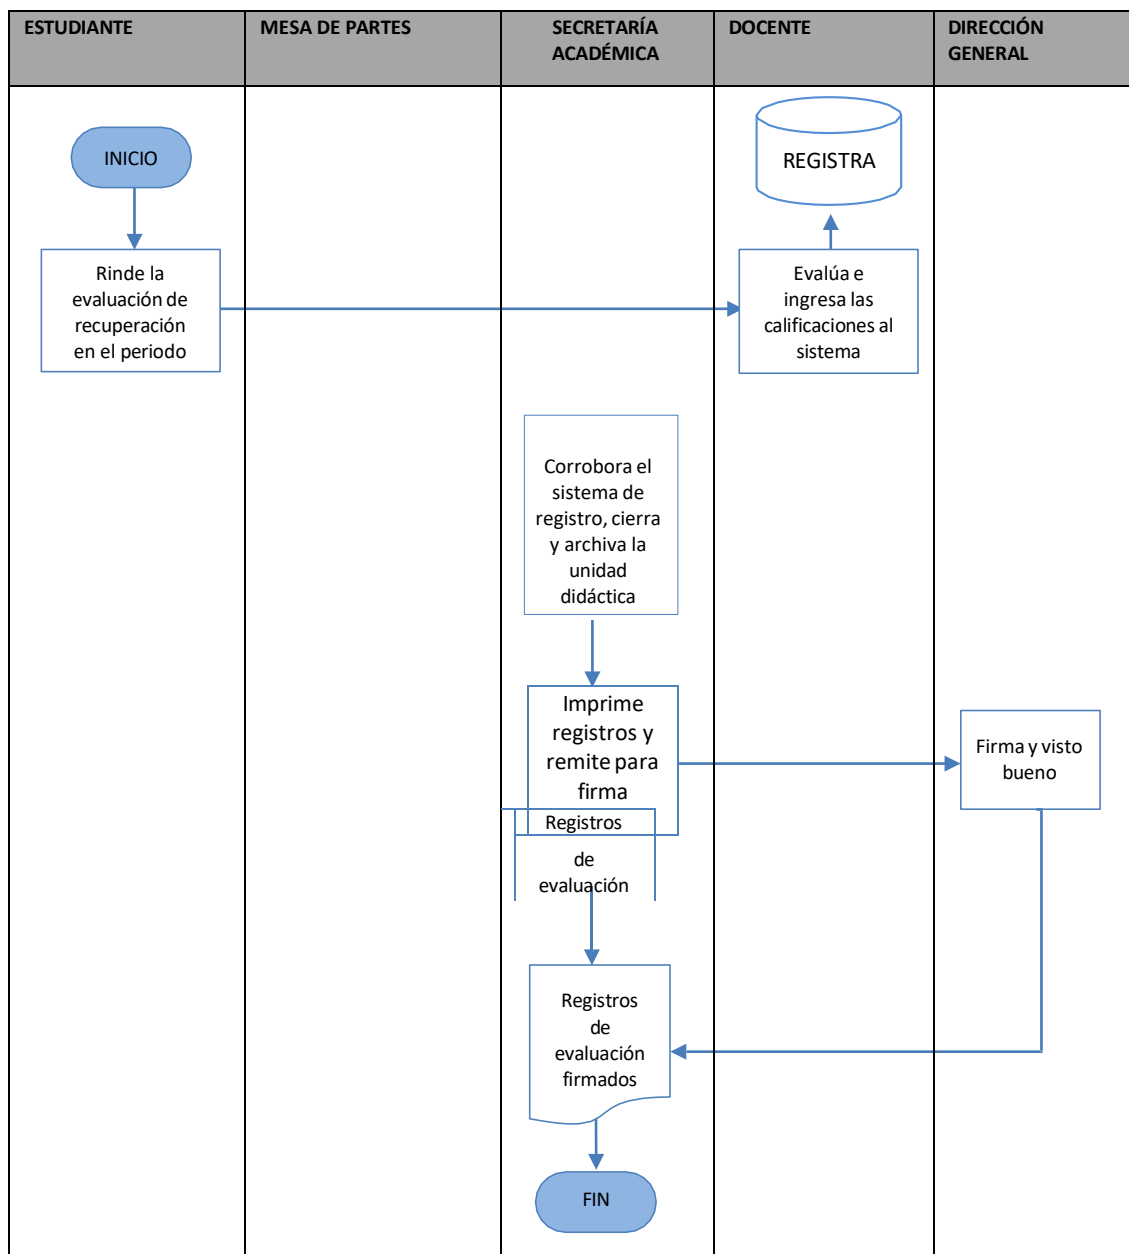 ESTUDIANTE
MESA DE PARTES
SECRETARÍA
ACADÉMICA
DOCENTE
DIRECCIÓN
GENERAL
INICIO
REGISTRA
Rinde la
evaluación de
recuperación
en el periodo
Evalúa e
ingresa las
calificaciones al
sistema
Corrobora el
sistema de
registro, cierra
y archiva la
unidad
didáctica
Imprime
registros y
remite para
firma
Firma y visto
bueno
Registros
de
evaluación
Registros
de
evaluación
firmados
FIN